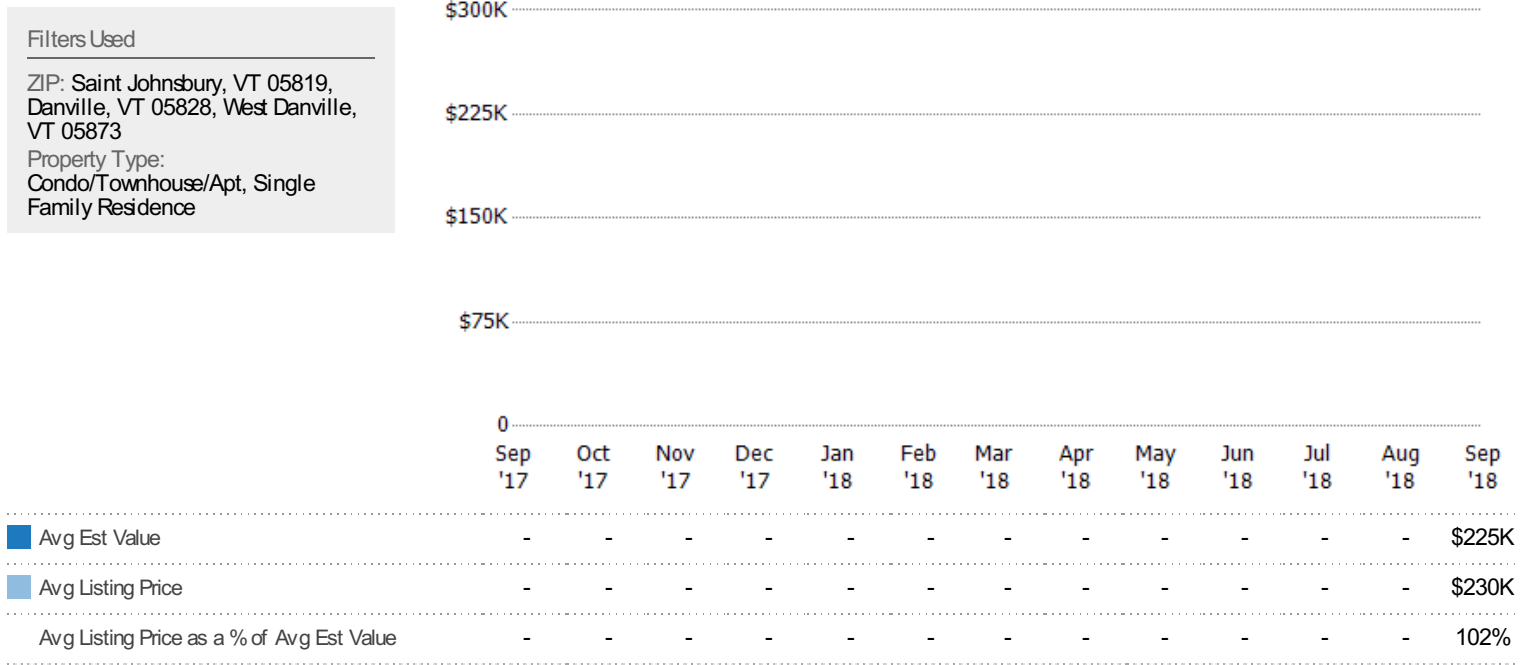 Filters Used
ZIP: Saint Johnsbury, VT 05819,
Danville, VT 05828, West Danville,
VT 05873
Property Type:
Condo/Townhouse/Apt, Single
Family Residence
$300K
$225K
$150K
$75K
0
Sep Oct Nov Dec Jan Feb Mar Apr May Jun Jul Aug Sep
'17 '17 '17 '17 '18 '18 '18 '18 '18 '18 '18 '18 '18
Avg Est Value - - - - - - - - - - - - $225K
Avg Listing Price - - - - - - - - - - - - $230K
Avg Listing Price as a % of Avg Est Value - - - - - - - - - - - - 102%